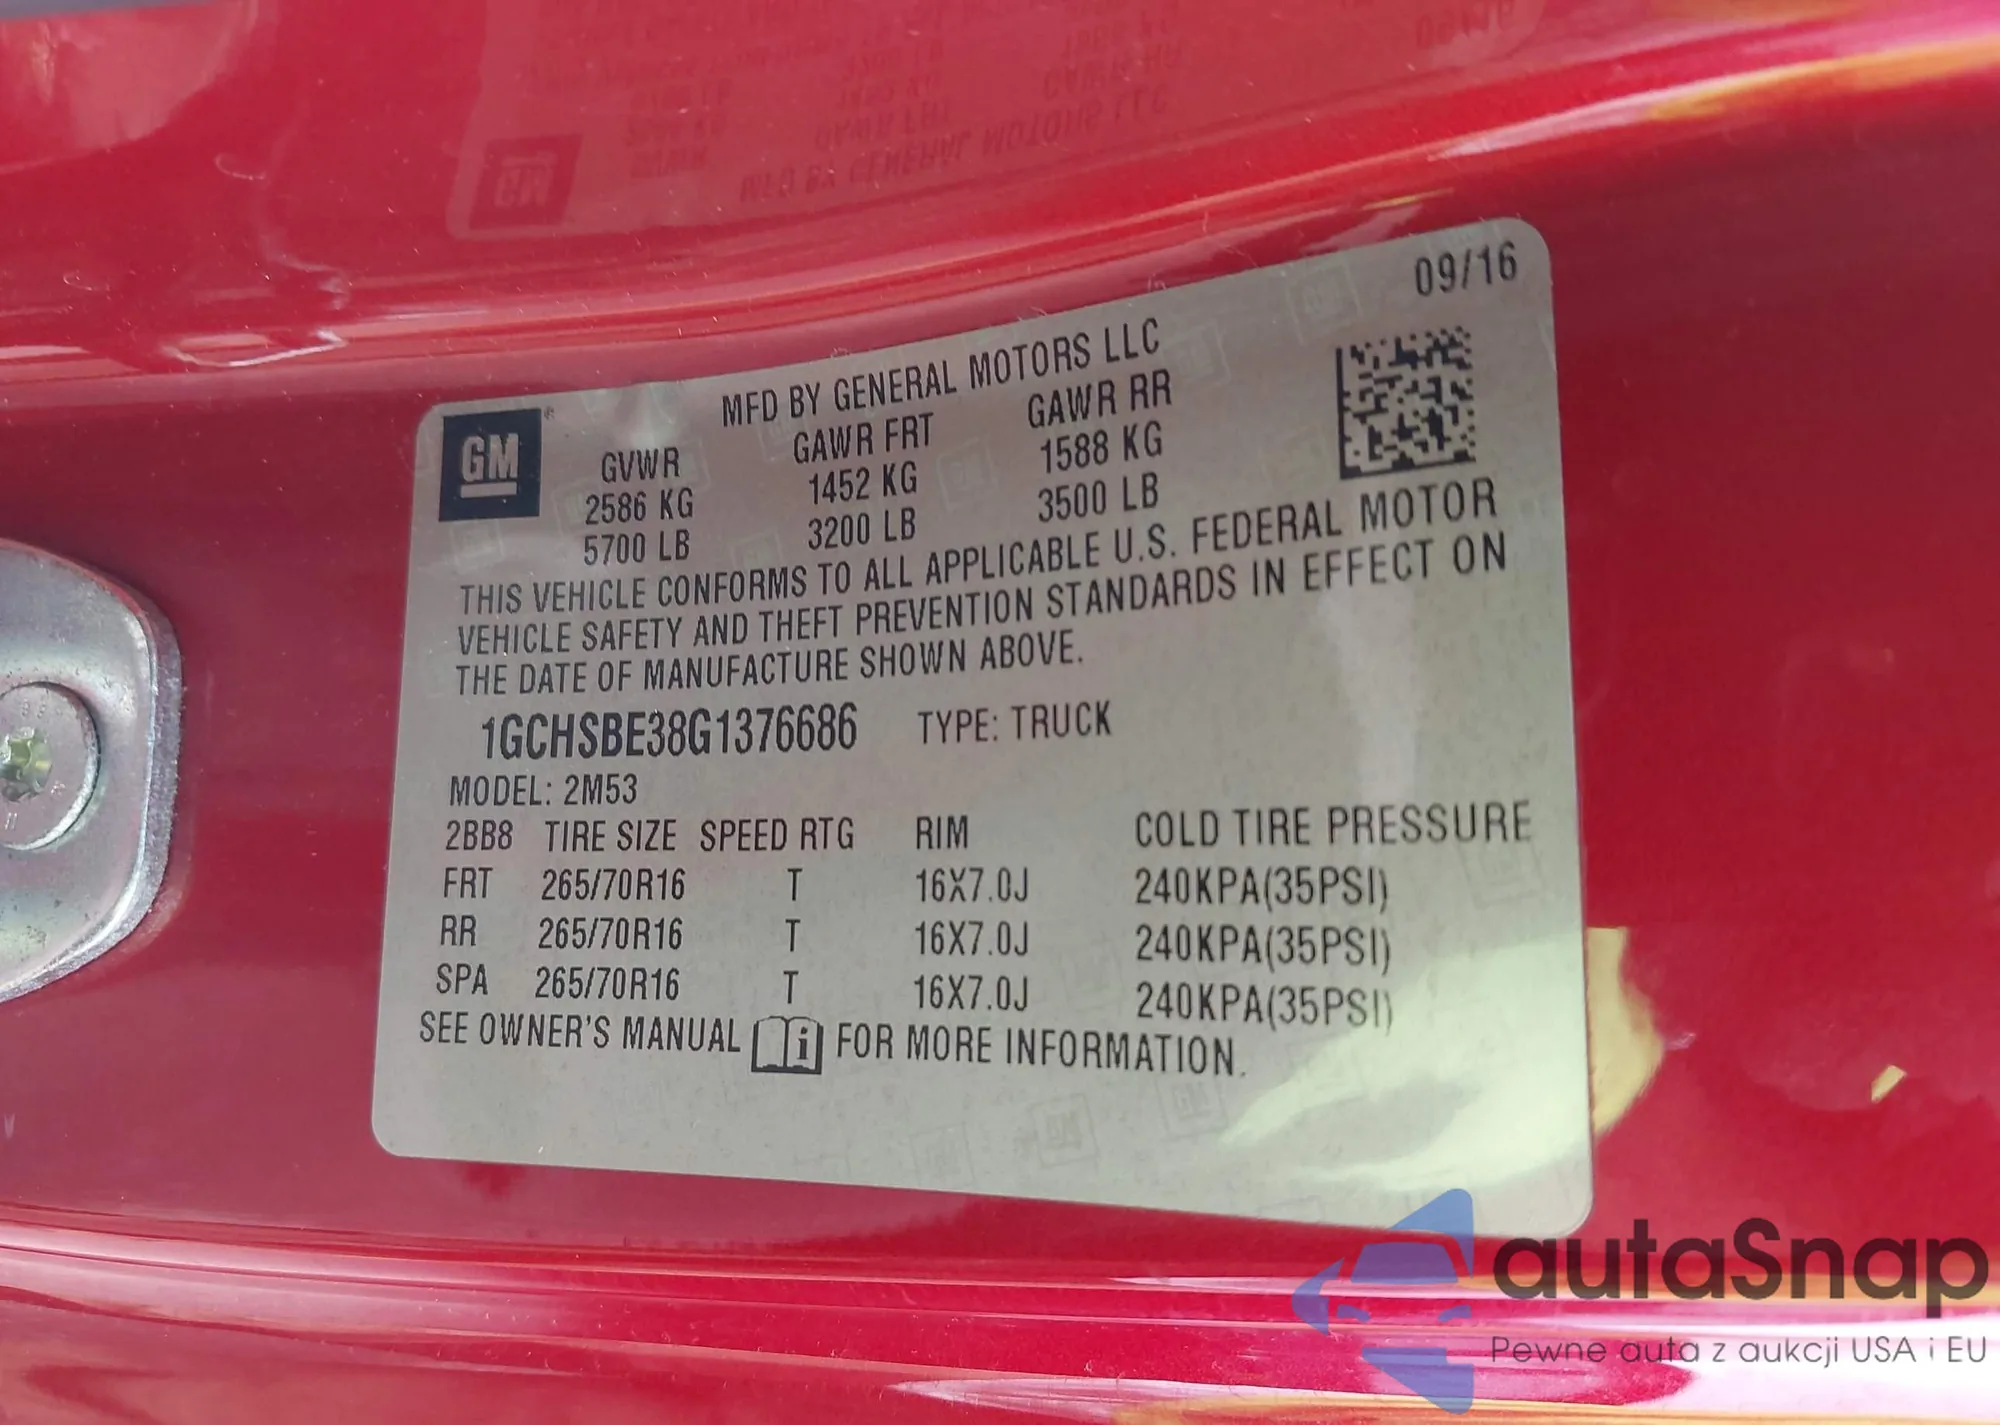 09/16
MFD BY GENERAL MOTORS LLC
GM
GVWR GAWR FRT GAWR RR
2586 KG 1452 KG 1588 KG
5700 LB 3200 LB 3500 LB
THIS VEHICLE CONFORMS TO ALL APPLICABLE U.S. FEDERAL MOTOR
VEHICLE SAFETY AND THEFT PREVENTION STANDARDS IN EFFECT ON
THE DATE OF MANUFACTURE SHOWN ABOVE.
1GCHSBE38G1376686 TYPE: TRUCK
MODEL: 2M53
2BB8 TIRE SIZE SPEED RTG RIM COLD TIRE PRESSURE
FRT 265/70R16 T 16X7.0J 240KPA(35PSI)
RR 265/70R16 T 16X7.0J 240KPA(35PSI)
SPA 265/70R16 T 16X7.0J 240KPA(35PSI)
SEE OWNER'S MANUAL i FOR MORE INFORMATION.
autaSnap
Pewne auta z aukcji USA i EU